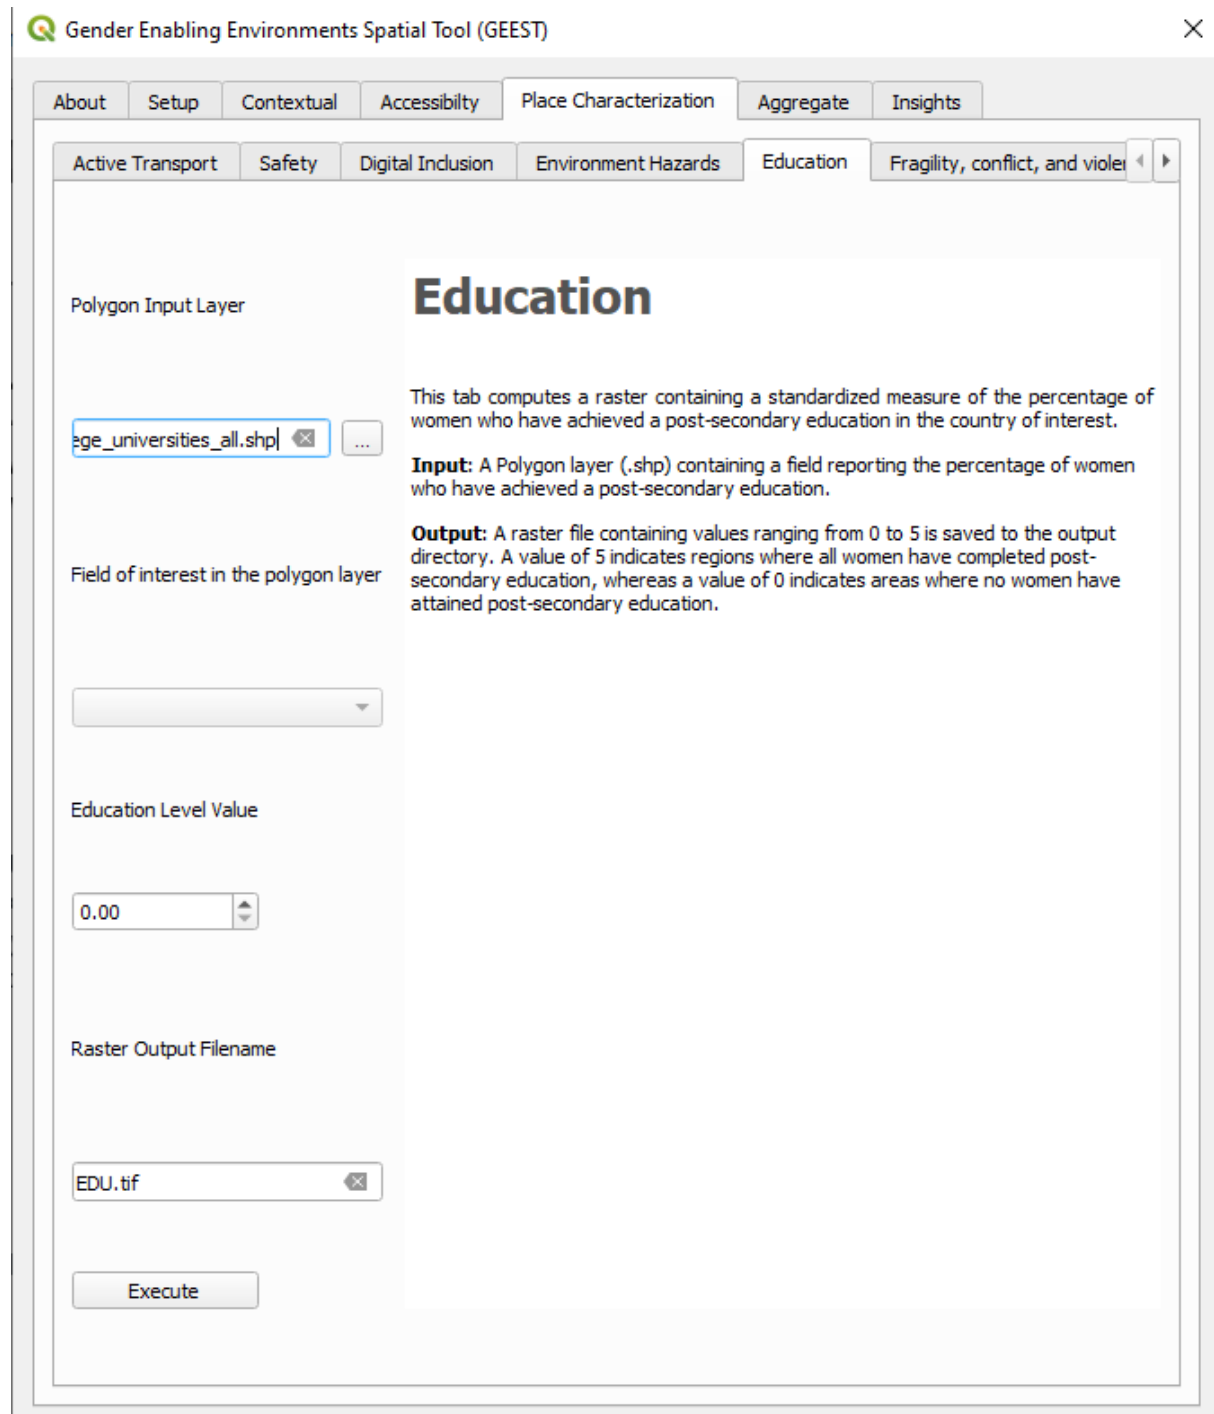 Gender Enabling Environments Spatial Tool (GEEST)
About Setup Contextual Accessibilty Place Characterization Aggregate Insights
Active Transport Safety Digital Inclusion Environment Hazards Education Fragility, conflict, and violen
Polygon Input Layer
Education
ege_universities_all.shp ...
This tab computes a raster containing a standardized measure of the percentage of
women who have achieved a post-secondary education in the country of interest.
Input: A Polygon layer (.shp) containing a field reporting the percentage of women
who have achieved a post-secondary education.
Output: A raster file containing values ranging from 0 to 5 is saved to the output
directory. A value of 5 indicates regions where all women have completed post-
secondary education, whereas a value of 0 indicates areas where no women have
attained post-secondary education.
Field of interest in the polygon layer
Education Level Value
0.00
Raster Output Filename
EDU.tif
Execute